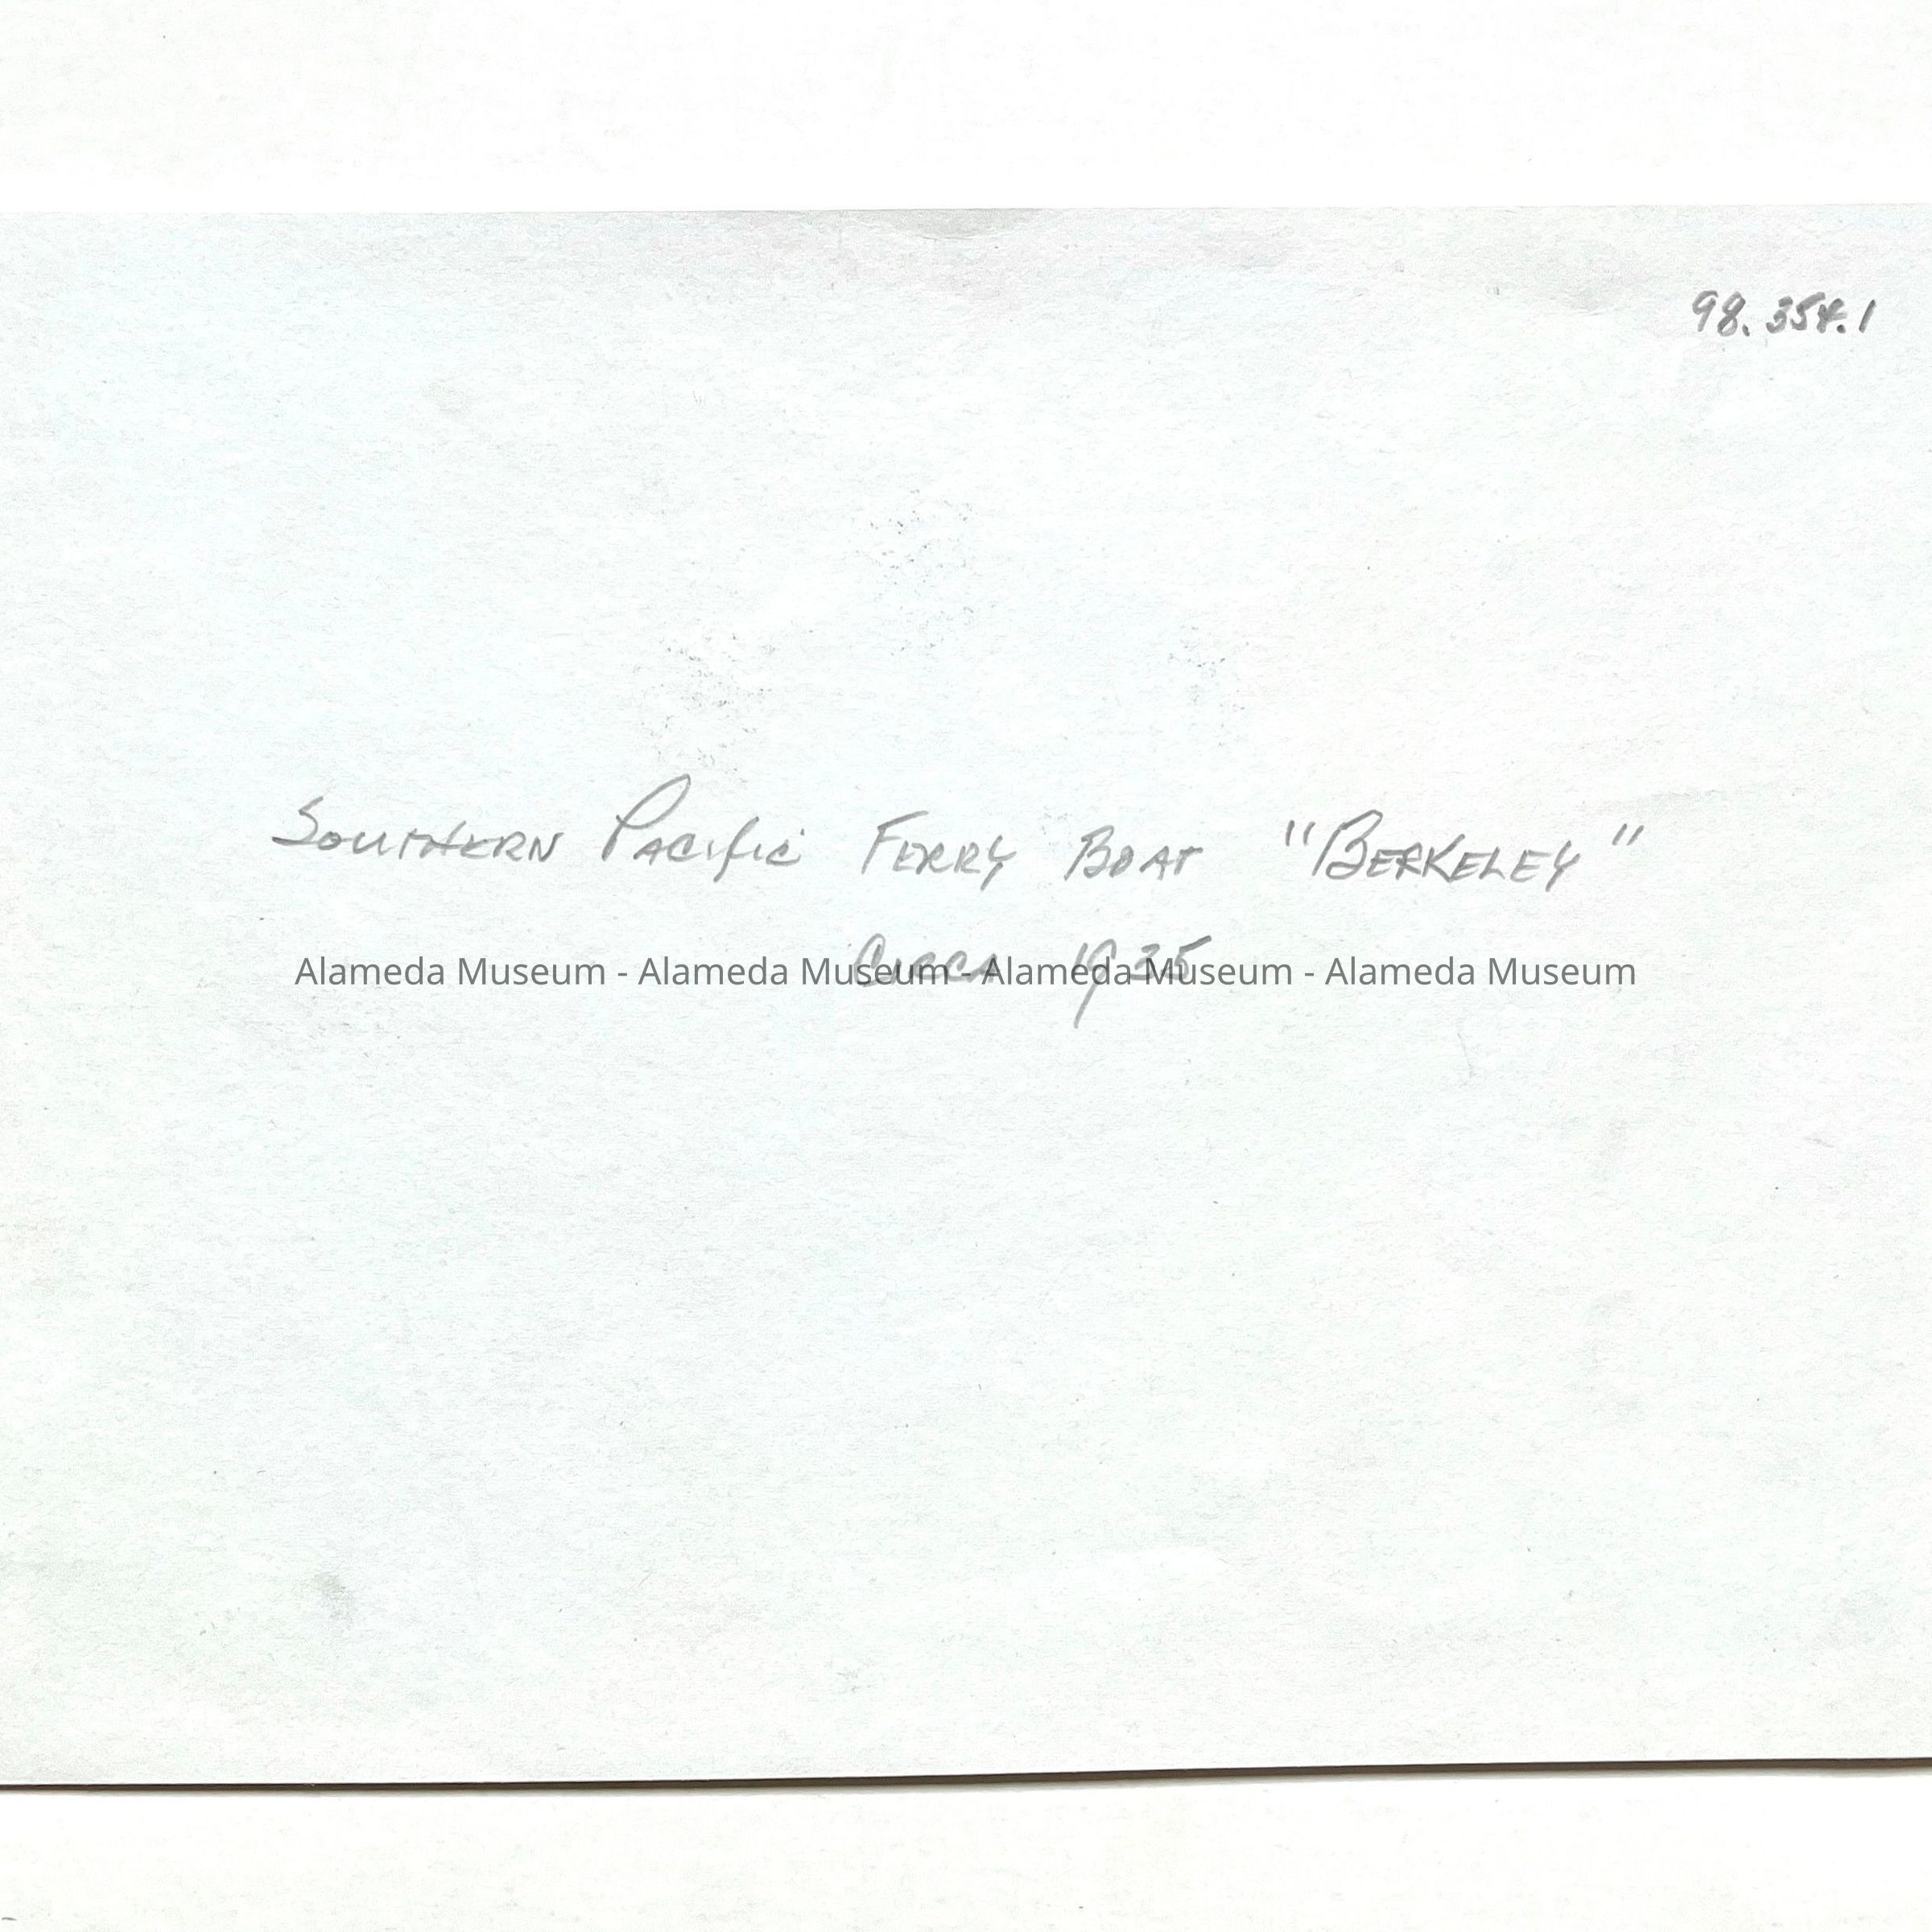 98.354.1
Southern Pacific Ferry Boat "Berkeley"
Circa 1935
Alameda Museum - Alameda Museum - Alameda Museum - Alameda Museum